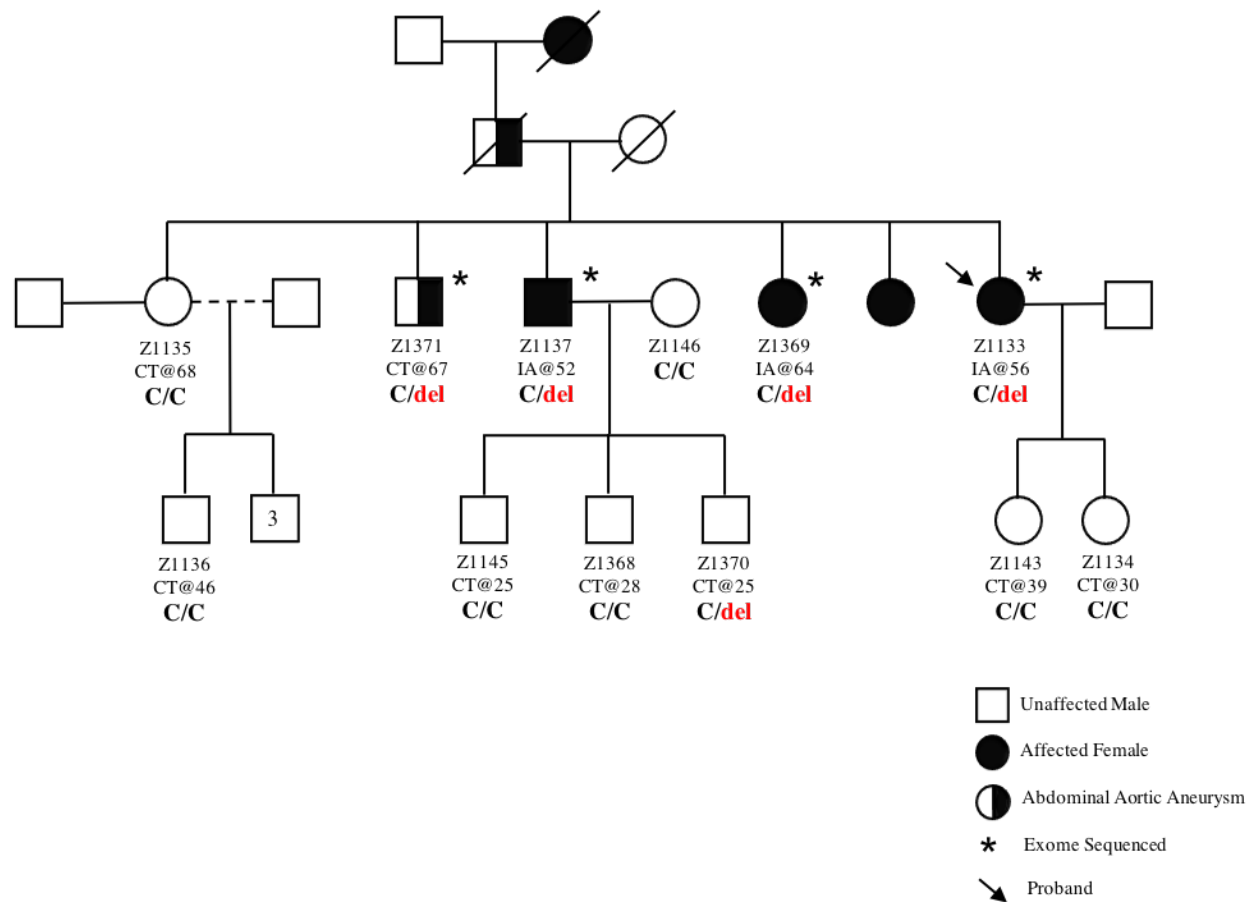 *
*
*
*
Z1135
CT@68
C/C
Z1371
CT@67
C/del
Z1137
IA@52
C/del
Z1146
C/C
Z1369
IA@64
C/del
Z1133
IA@56
C/del
3
Z1136
CT@46
C/C
Z1145
CT@25
C/C
Z1368
CT@28
C/C
Z1370
CT@25
C/del
Z1143
CT@39
C/C
Z1134
CT@30
C/C
Unaffected Male
Affected Female
Abdominal Aortic Aneurysm
* Exome Sequenced
Proband